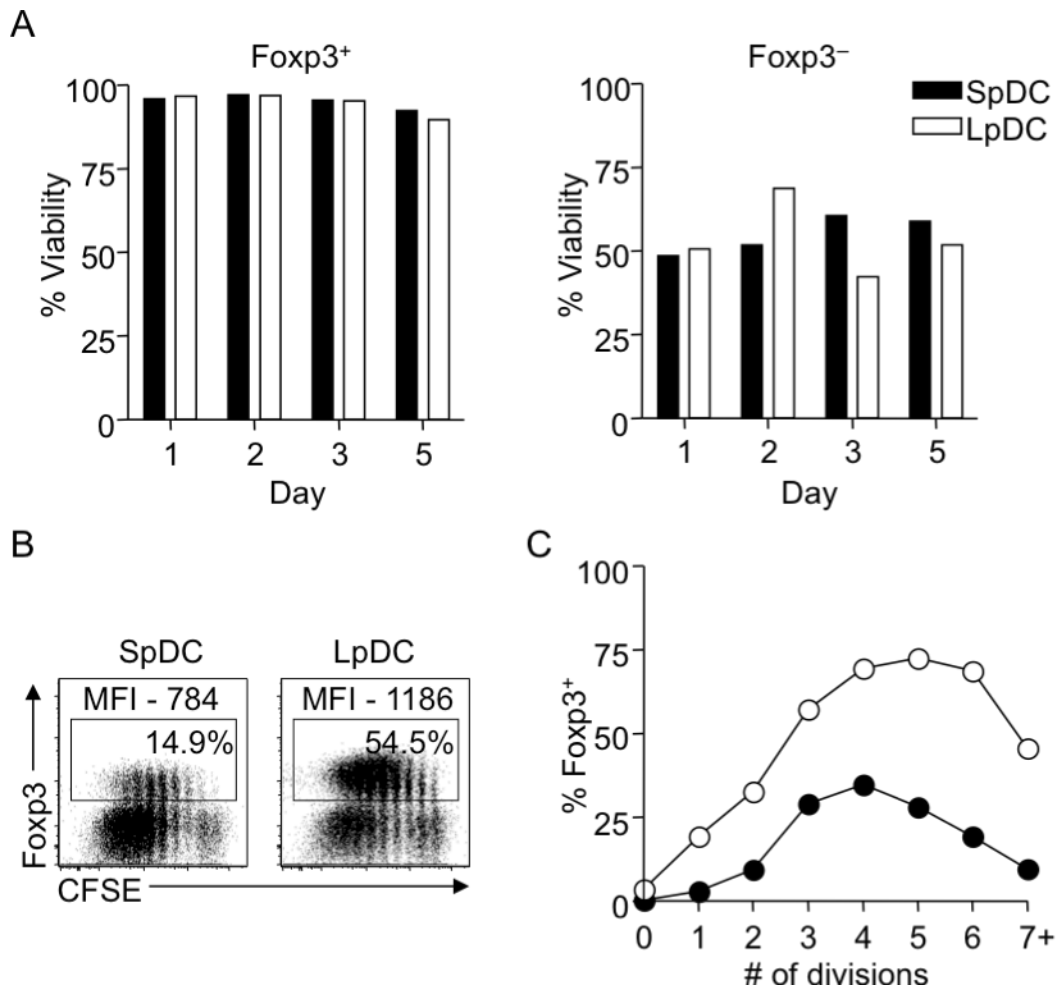 A
Foxp3⁺
% Viability
100
75
50
25
0
1 2 3 5
Day
Foxp3⁻
% Viability
100
75
50
25
0
1 2 3 5
Day
SpDC
LpDC
B
SpDC
MFI - 784
14.9%
LpDC
MFI - 1186
54.5%
Foxp3
CFSE
C
% Foxp3⁺
100
75
50
25
0
0 1 2 3 4 5 6 7+
# of divisions